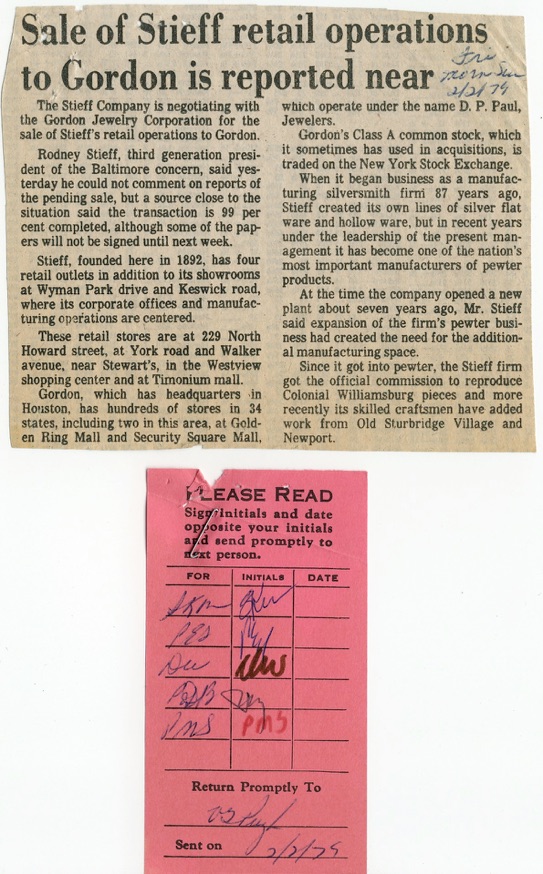 Sale of Stieff retail operations
to Gordon is reported near
Fri
morn Sun
2/2/79
The Stieff Company is negotiating with
the Gordon Jewelry Corporation for the
sale of Stieff's retail operations to Gordon.
Rodney Stieff, third generation presi-
dent of the Baltimore concern, said yes-
terday he could not comment on reports of
the pending sale, but a source close to the
situation said the transaction is 99 per
cent completed, although some of the pap-
ers will not be signed until next week.
Stieff, founded here in 1892, has four
retail outlets in addition to its showrooms
at Wyman Park drive and Keswick road,
where its corporate offices and manufac-
turing operations are centered.
These retail stores are at 229 North
Howard street, at York road and Walker
avenue, near Stewart's, in the Westview
shopping center and at Timonium mall.
Gordon, which has headquarters in
Houston, has hundreds of stores in 34
states, including two in this area, at Gold-
en Ring Mall and Security Square Mall,
which operate under the name D. P. Paul,
Jewelers.
Gordon's Class A common stock, which
it sometimes has used in acquisitions, is
traded on the New York Stock Exchange.
When it began business as a manufac-
turing silversmith firm 87 years ago,
Stieff created its own lines of silver flat
ware and hollow ware, but in recent years
under the leadership of the present man-
agement it has become one of the nation's
most important manufacturers of pewter
products.
At the time the company opened a new
plant about seven years ago, Mr. Stieff
said expansion of the firm's pewter busi-
ness had created the need for the addition-
al manufacturing space.
Since it got into pewter, the Stieff firm
got the official commission to reproduce
Colonial Williamsburg pieces and more
recently its skilled craftsmen have added
work from Old Sturbridge Village and
Newport.
PLEASE READ
Sign initials and date
opposite your initials
and send promptly to
next person.
FOR INITIALS DATE
PMS PMS
Return Promptly To
Sent on 2/2/79